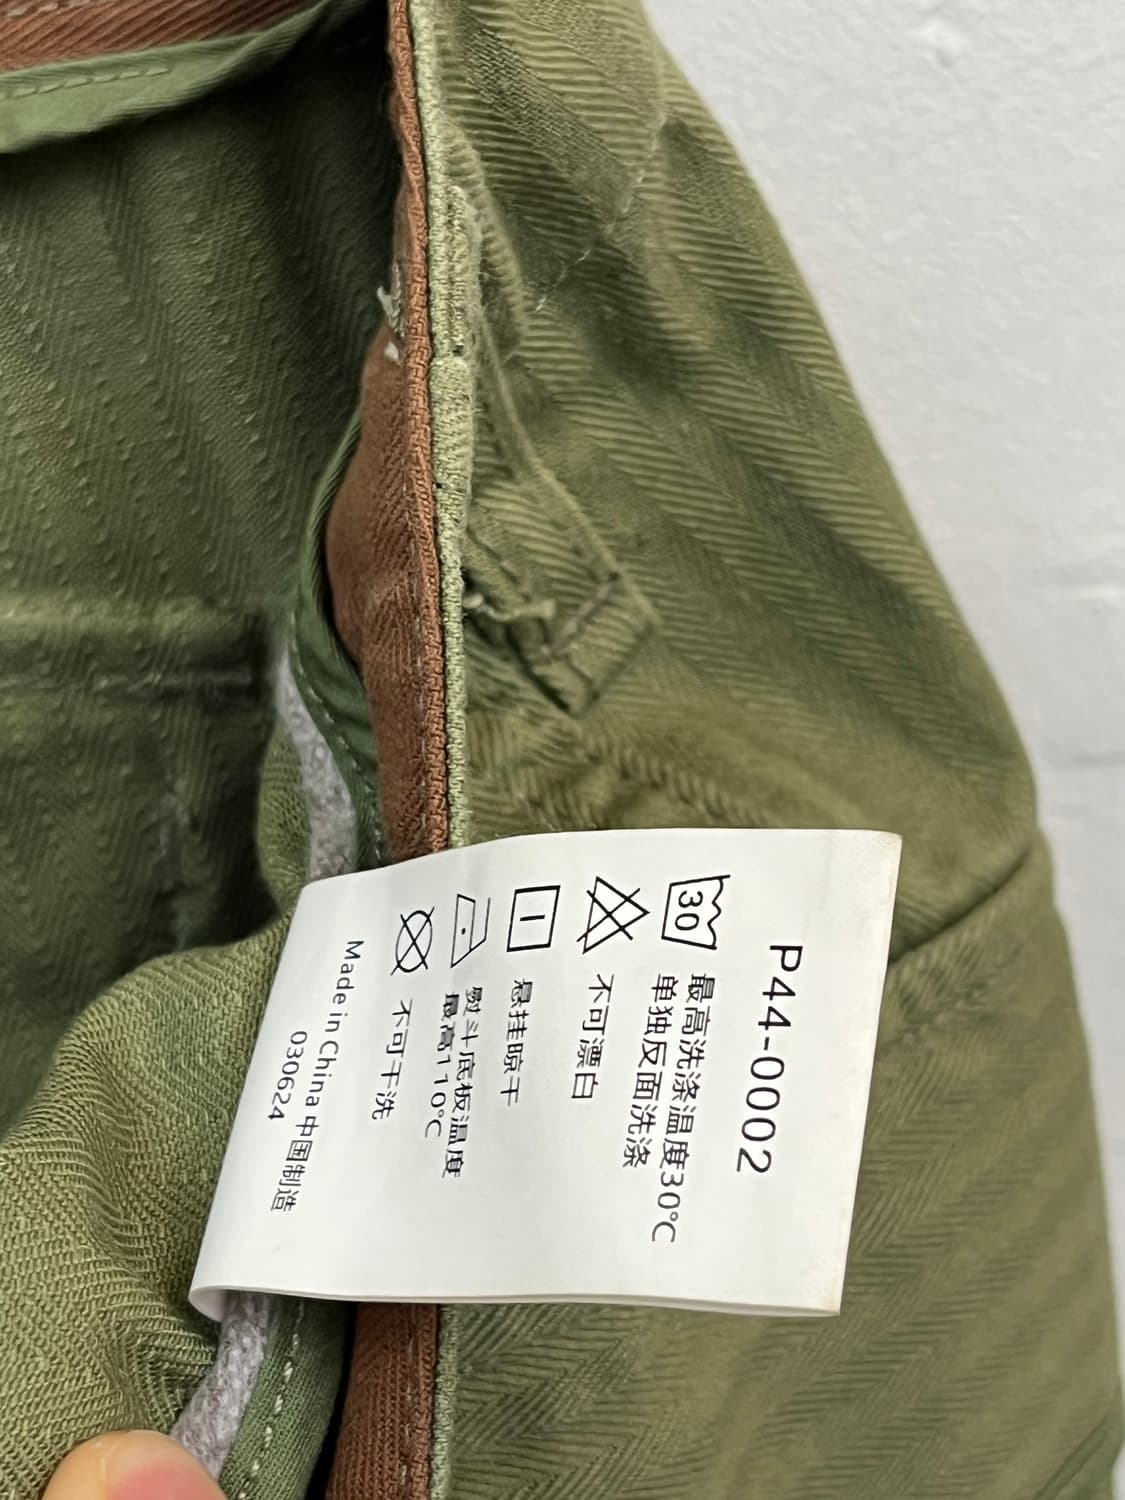 P44-0002
30
最高洗涤温度30°C
单独反面洗涤
不可漂白
悬挂晾干
熨斗底板温度
最高110°C
不可干洗
Made in China 中国制造
030624